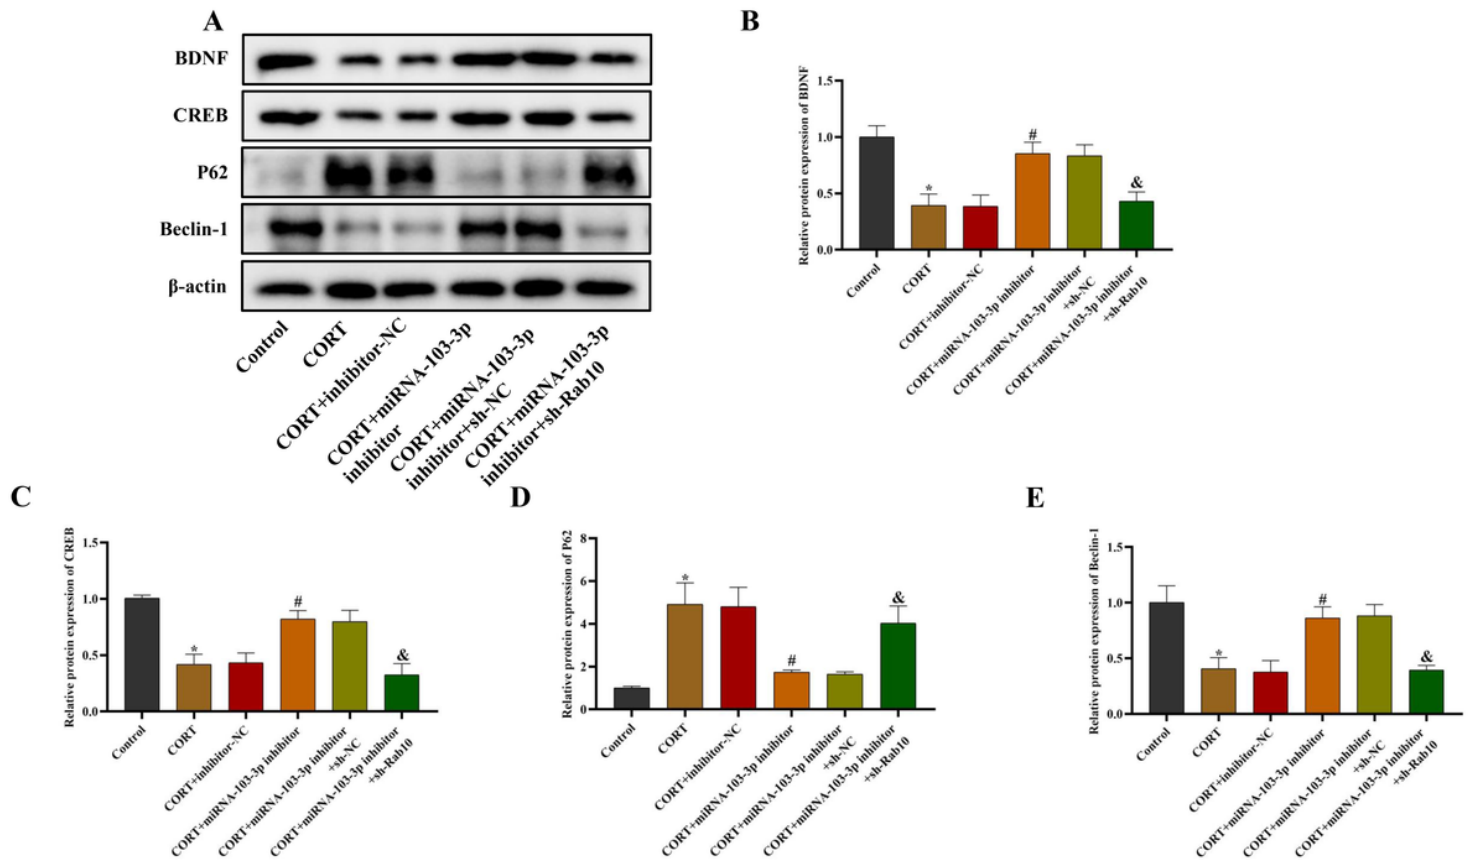 A
BDNF
CREB
P62
Beclin-1
β-actin
Control
CORT
CORT+inhibitor-NC
CORT+miRNA-103-3p
inhibitor
CORT+miRNA-103-3p
inhibitor+sh-NC
CORT+miRNA-103-3p
inhibitor+sh-Rab10
B
Relative protein expression of BDNF
1.5
1.0
0.5
0.0
*
#
&
Control
CORT
CORT+inhibitor-NC
CORT+miRNA-103-3p inhibitor
CORT+miRNA-103-3p inhibitor
+sh-NC
CORT+miRNA-103-3p inhibitor
+sh-Rab10
C
Relative protein expression of CREB
1.5
1.0
0.5
0.0
*
#
&
Control
CORT
CORT+inhibitor-NC
CORT+miRNA-103-3p inhibitor
CORT+miRNA-103-3p inhibitor
+sh-NC
CORT+miRNA-103-3p inhibitor
+sh-Rab10
D
Relative protein expression of P62
8
6
4
2
0
*
#
&
Control
CORT
CORT+inhibitor-NC
CORT+miRNA-103-3p inhibitor
CORT+miRNA-103-3p inhibitor
+sh-NC
CORT+miRNA-103-3p inhibitor
+sh-Rab10
E
Relative protein expression of Beclin-1
1.5
1.0
0.5
0.0
*
#
&
Control
CORT
CORT+inhibitor-NC
CORT+miRNA-103-3p inhibitor
CORT+miRNA-103-3p inhibitor
+sh-NC
CORT+miRNA-103-3p inhibitor
+sh-Rab10